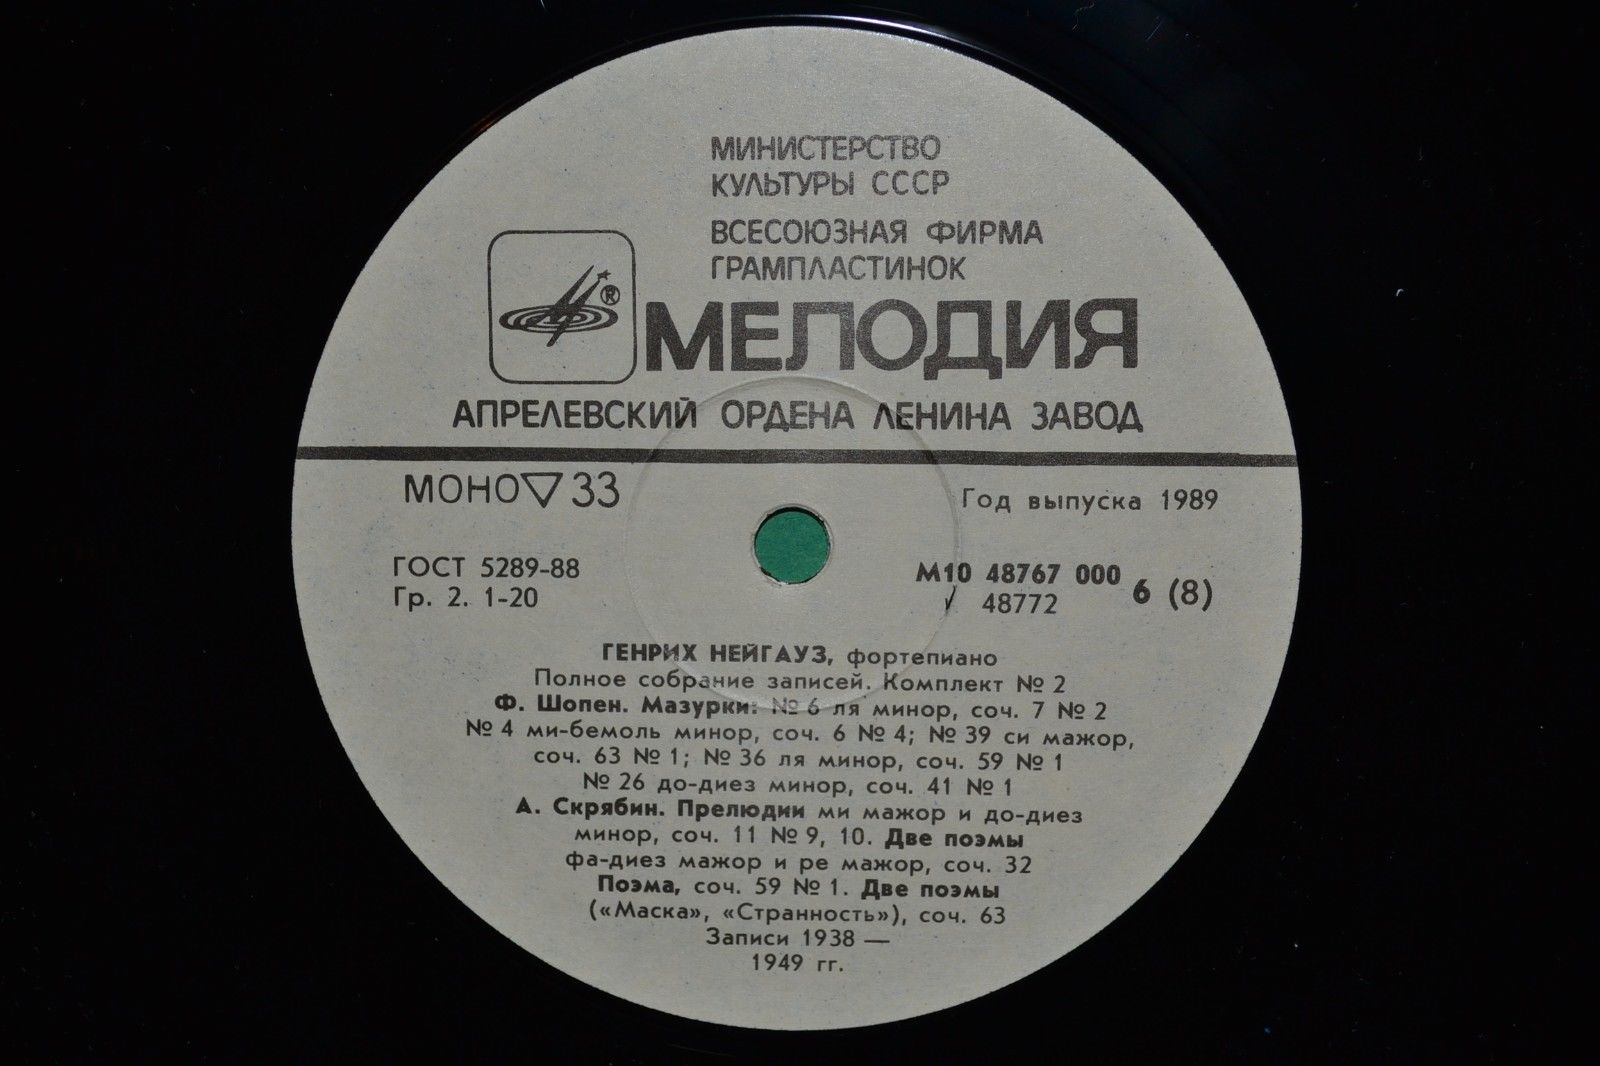 МИНИСТЕРСТВО
КУЛЬТУРЫ СССР
ВСЕСОЮЗНАЯ ФИРМА
ГРАМПЛАСТИНОК
®
МЕЛОДИЯ
АПРЕЛЕВСКИЙ ОРДЕНА ЛЕНИНА ЗАВОД
МОНО▽33
Год выпуска 1989
ГОСТ 5289-88
Гр. 2. 1-20
М10 48767 000
48772
6 (8)
ГЕНРИХ НЕЙГАУЗ, фортепиано
Полное собрание записей. Комплект № 2
Ф. Шопен. Мазурки: № 6 ля минор, соч. 7 № 2
№ 4 ми-бемоль минор, соч. 6 № 4; № 39 си мажор,
соч. 63 № 1; № 36 ля минор, соч. 59 № 1
№ 26 до-диез минор, соч. 41 № 1
А. Скрябин. Прелюдии ми мажор и до-диез
минор, соч. 11 № 9, 10. Две поэмы
фа-диез мажор и ре мажор, соч. 32
Поэма, соч. 59 № 1. Две поэмы
(«Маска», «Странность»), соч. 63
Записи 1938 —
1949 гг.